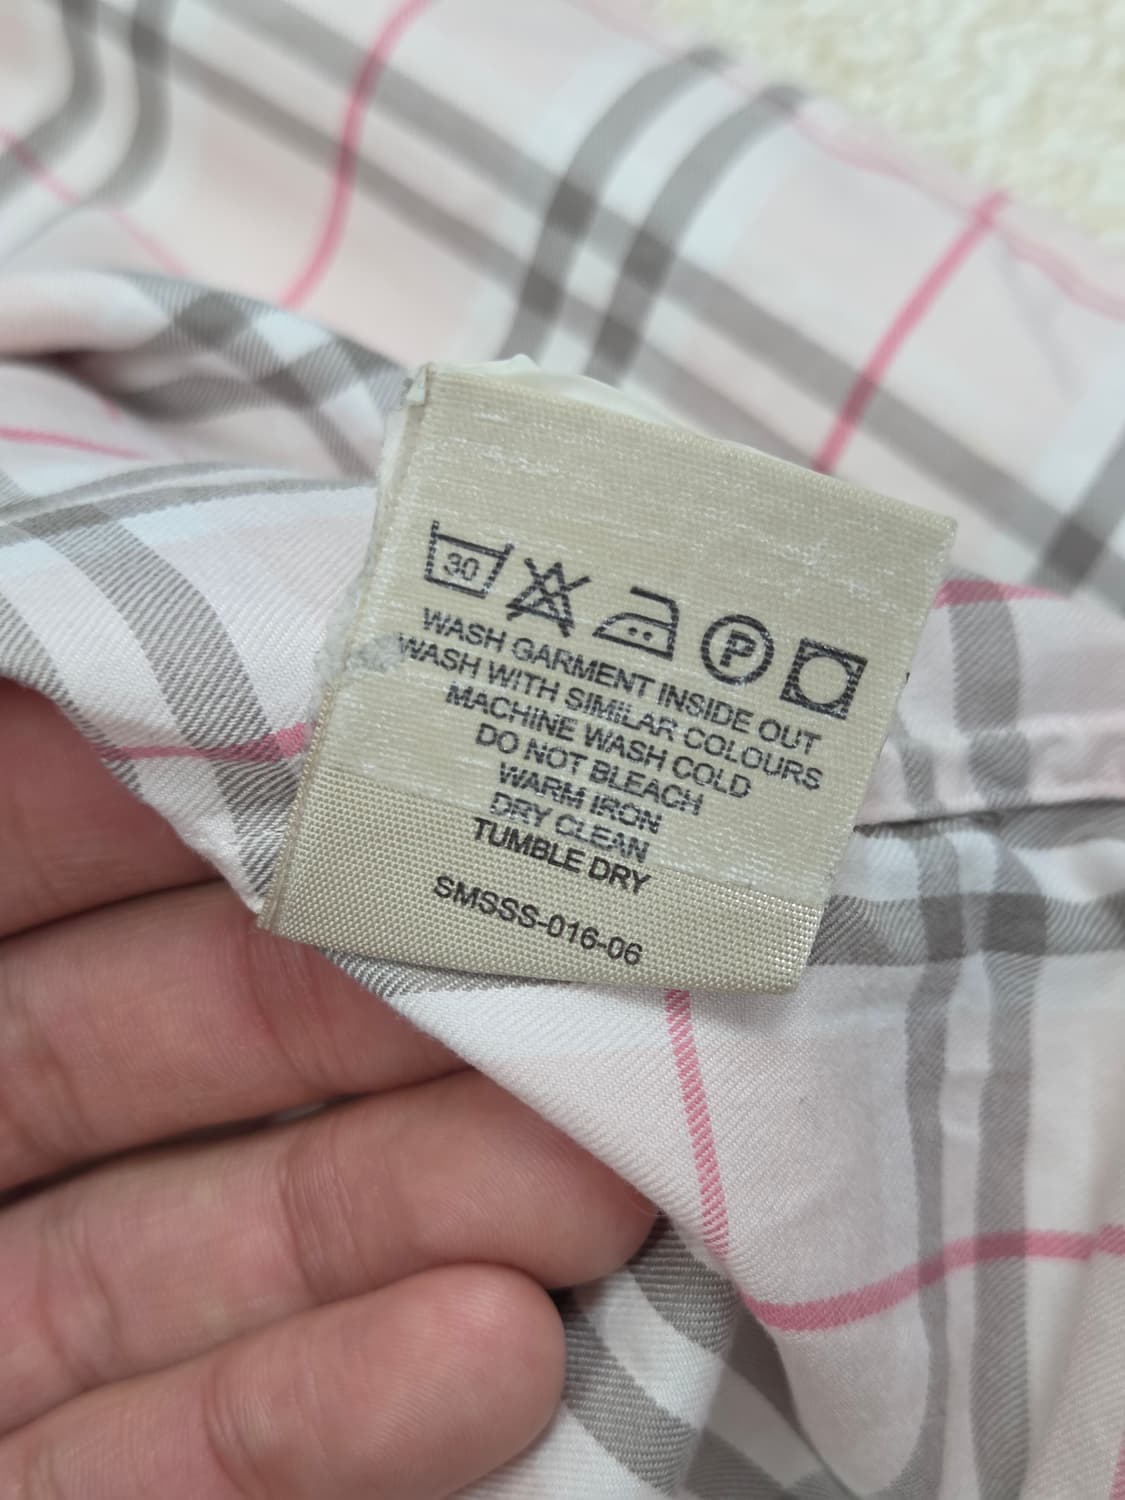 30
P
WASH GARMENT INSIDE OUT
WASH WITH SIMILAR COLOURS
MACHINE WASH COLD
DO NOT BLEACH
WARM IRON
DRY CLEAN
TUMBLE DRY
SMSSS-016-06